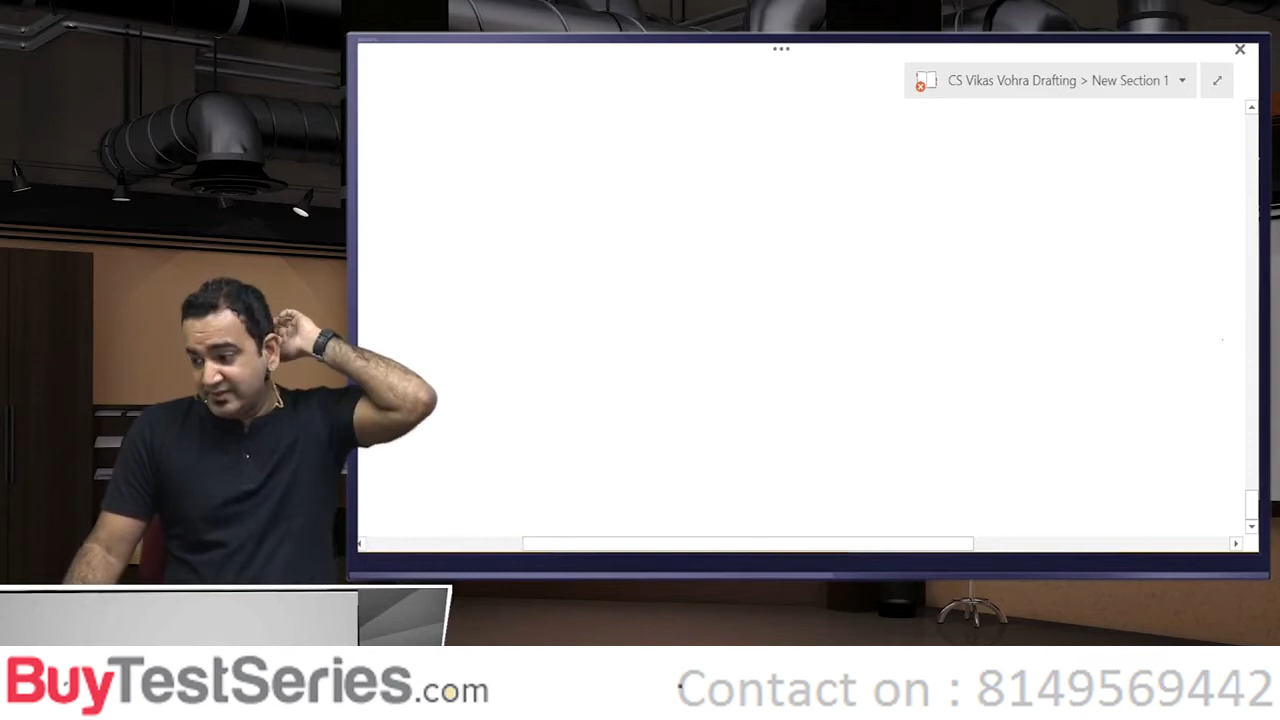 CS Vikas Vohra Drafting > New Section 1
BuyTestSeries.com
Contact on : 8149569442